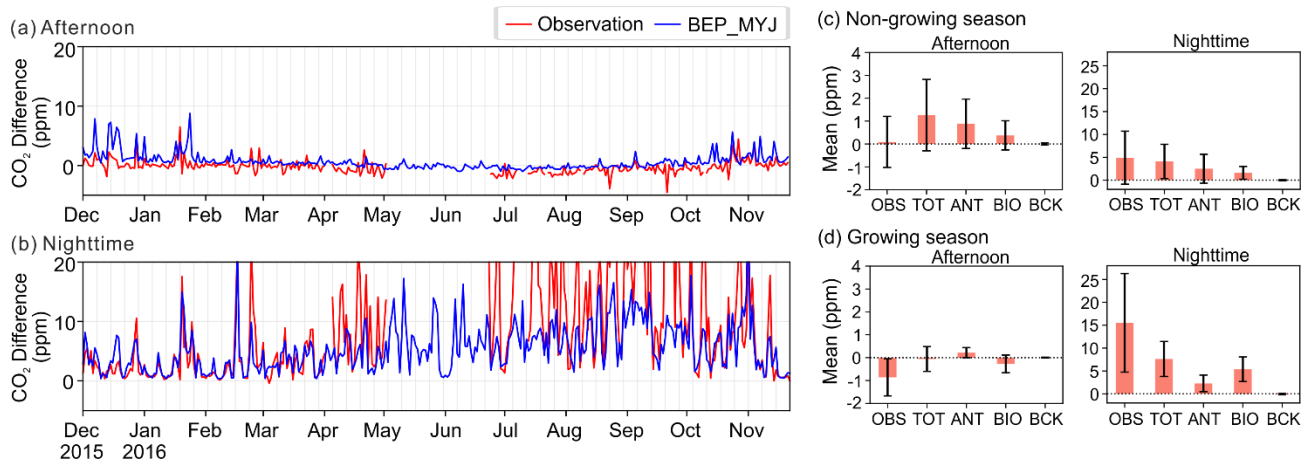 (a) Afternoon
Observation
BEP_MYJ
CO₂ Difference
(ppm)
20
10
0
Dec Jan Feb Mar Apr May Jun Jul Aug Sep Oct Nov
(b) Nighttime
CO₂ Difference
(ppm)
20
10
0
Dec Jan Feb Mar Apr May Jun Jul Aug Sep Oct Nov
2015 2016
(c) Non-growing season
Afternoon
Mean (ppm)
4
3
2
1
0
-1
-2
OBS TOT ANT BIO BCK
Nighttime
25
20
15
10
5
0
OBS TOT ANT BIO BCK
(d) Growing season
Afternoon
Mean (ppm)
4
3
2
1
0
-1
-2
OBS TOT ANT BIO BCK
Nighttime
25
20
15
10
5
0
OBS TOT ANT BIO BCK